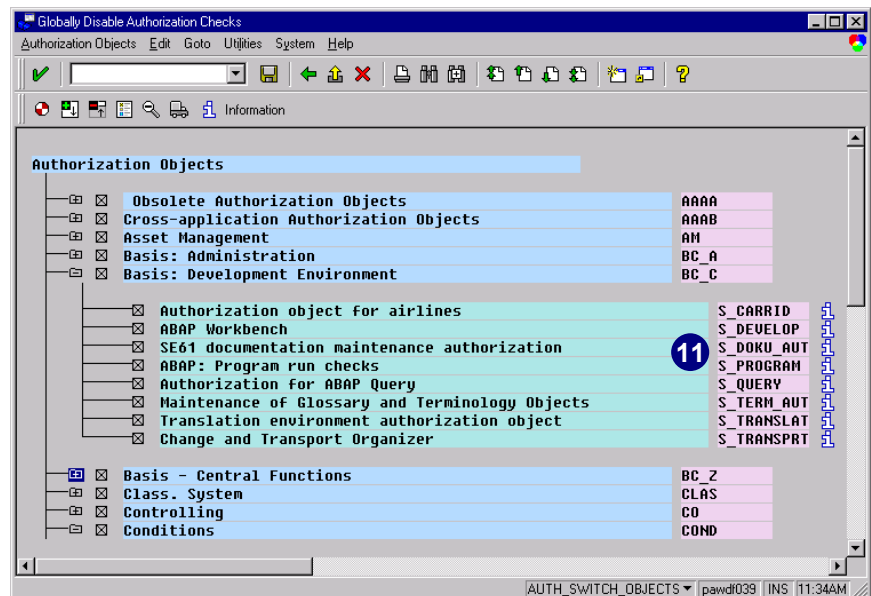 Globally Disable Authorization Checks
Authorization Objects Edit Goto Utilities System Help
Information
Authorization Objects
Obsolete Authorization Objects AAAA
Cross-application Authorization Objects AAAB
Asset Management AM
Basis: Administration BC_A
Basis: Development Environment BC_C
Authorization object for airlines S_CARRID
ABAP Workbench S_DEVELOP
SE61 documentation maintenance authorization 11 S_DOKU_AUT
ABAP: Program run checks S_PROGRAM
Authorization for ABAP Query S_QUERY
Maintenance of Glossary and Terminology Objects S_TERM_AUT
Translation environment authorization object S_TRANSLAT
Change and Transport Organizer S_TRANSPRT
Basis - Central Functions BC_Z
Class. System CLAS
Controlling CO
Conditions COND
AUTH_SWITCH_OBJECTS pawdf039 INS 11:34AM